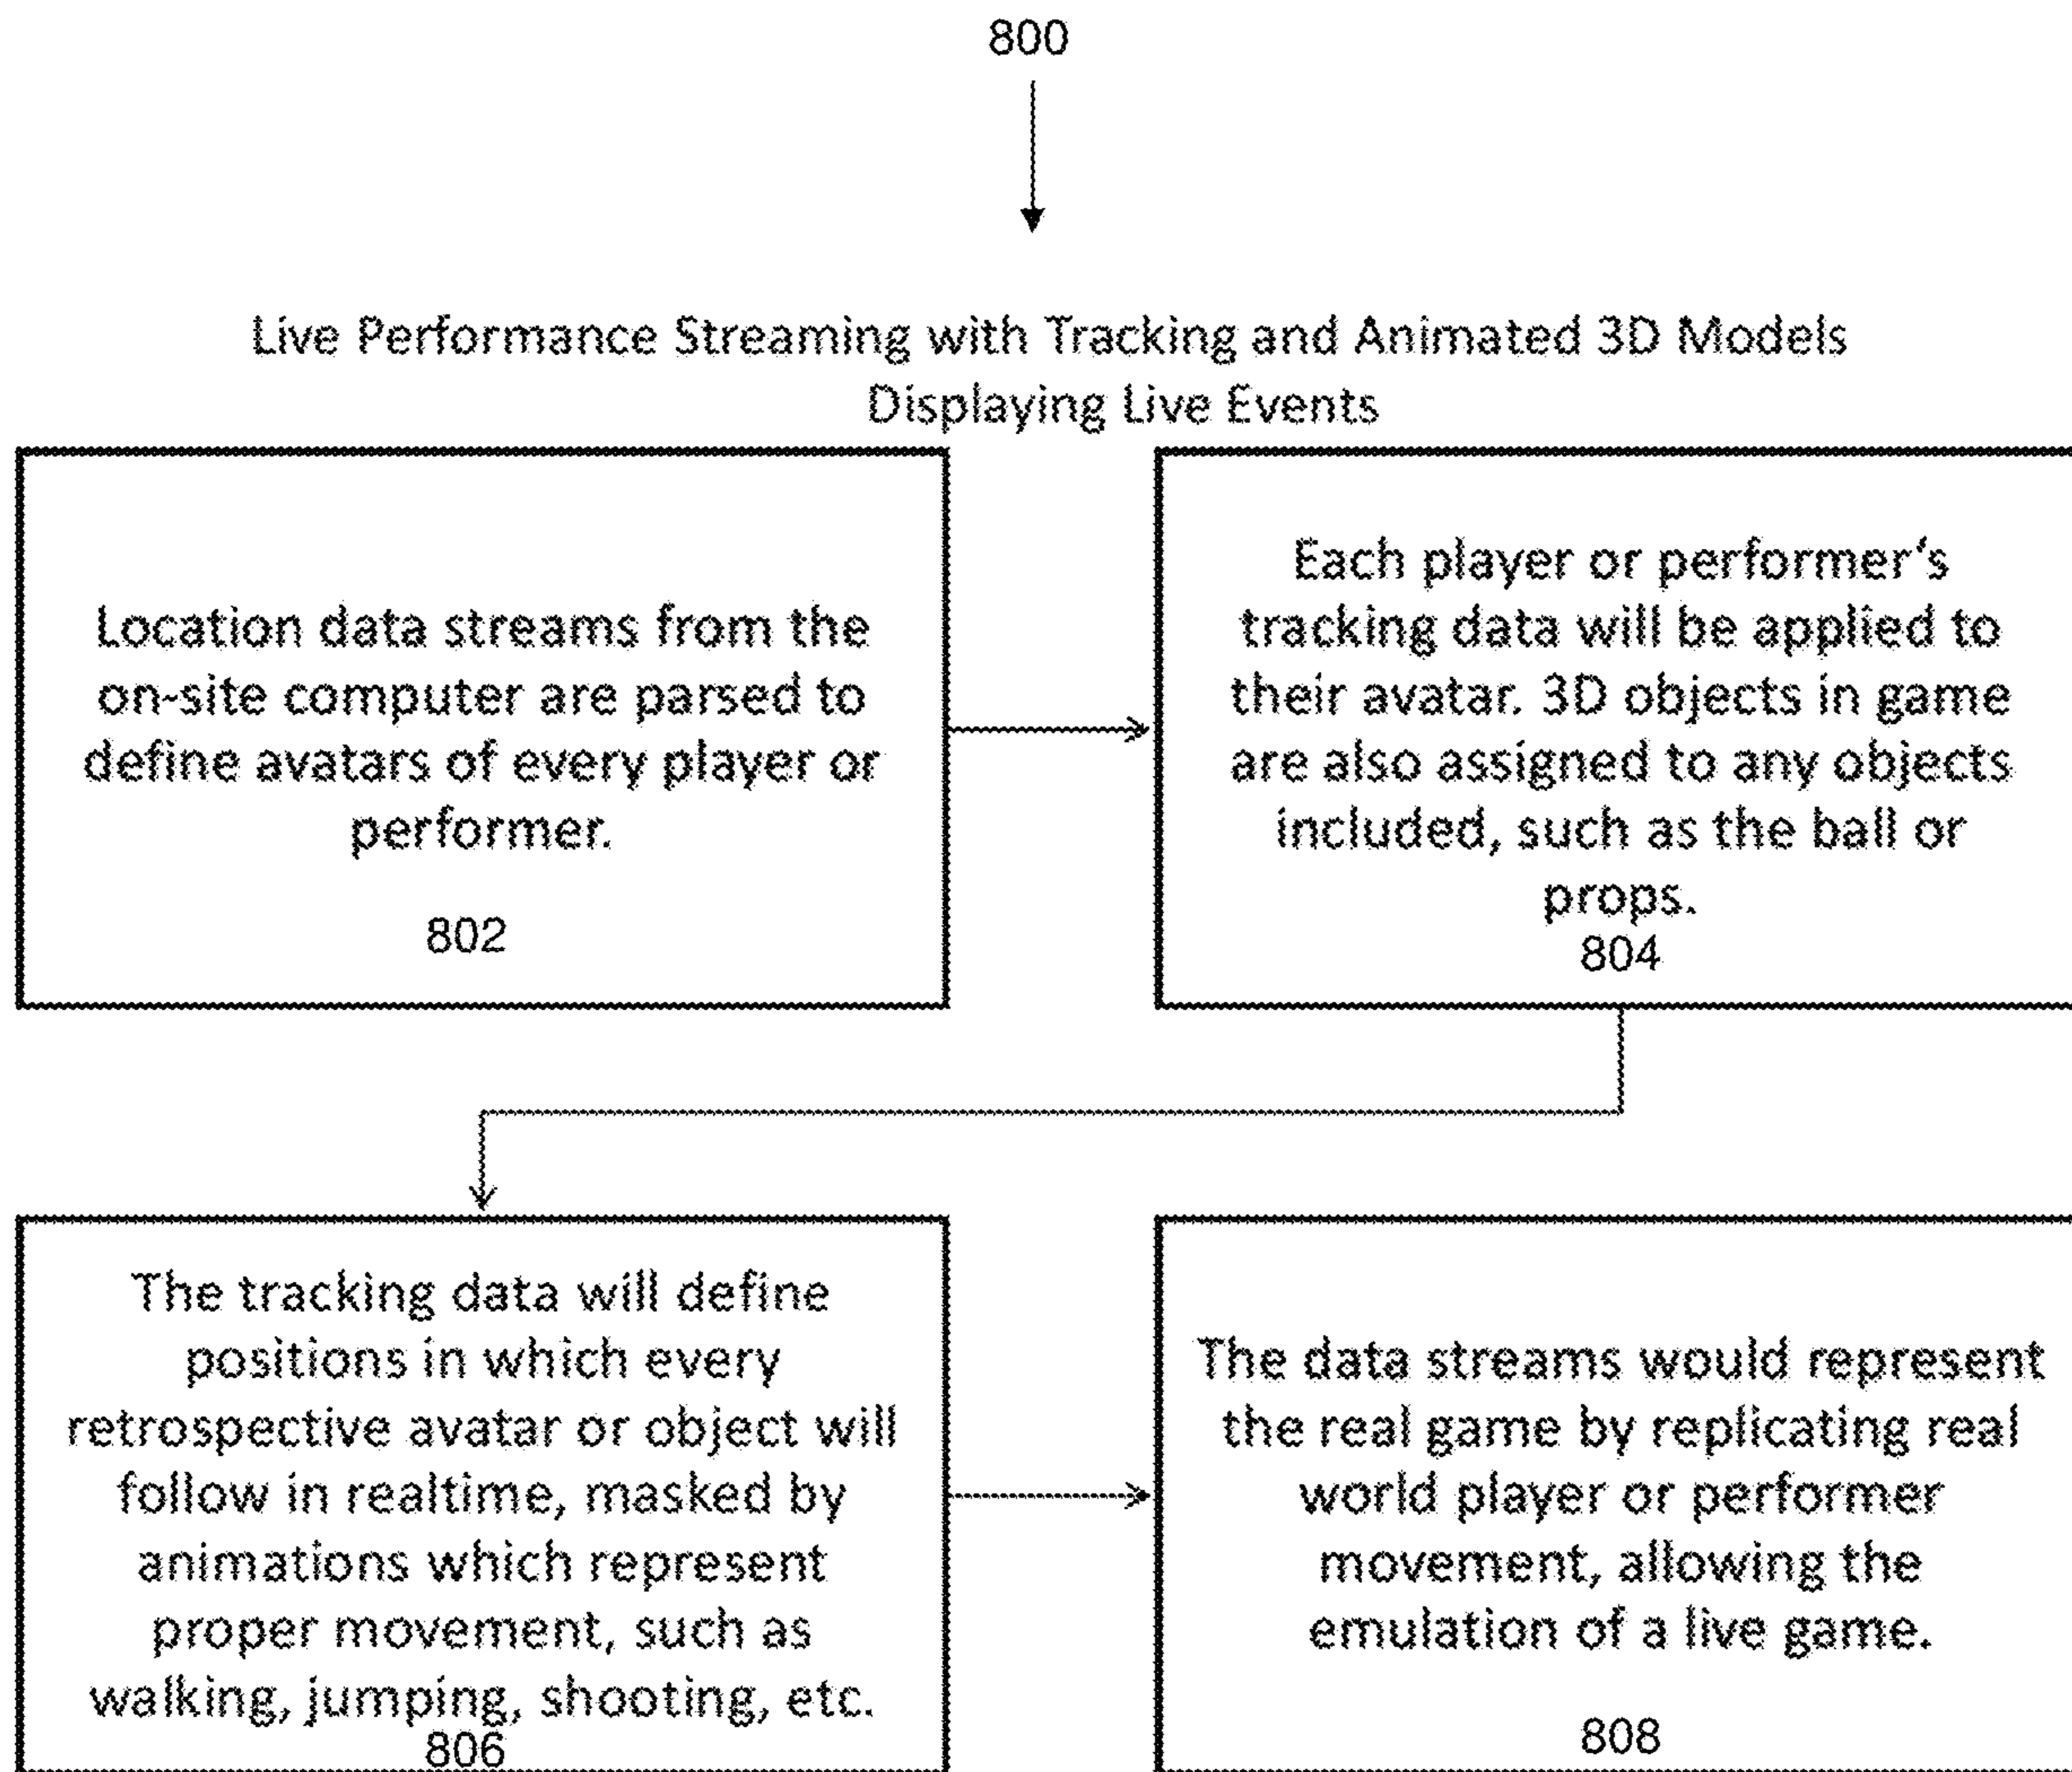 800
Live Performance Streaming with Tracking and Animated 3D Models
Displaying Live Events
Location data streams from the
on-site computer are parsed to
define avatars of every player or
performer.
802
Each player or performer‘s
tracking data will be applied to
their avatar. 3D objects in game
are also assigned to any objects
included, such as the ball or
props.
804
The tracking data will define
positions in which every
retrospective avatar or object will
follow in realtime, masked by
animations which represent
proper movement, such as
walking, jumping, shooting, etc.
806
The data streams would represent
the real game by replicating real
world player or performer
movement, allowing the
emulation of a live game.
808